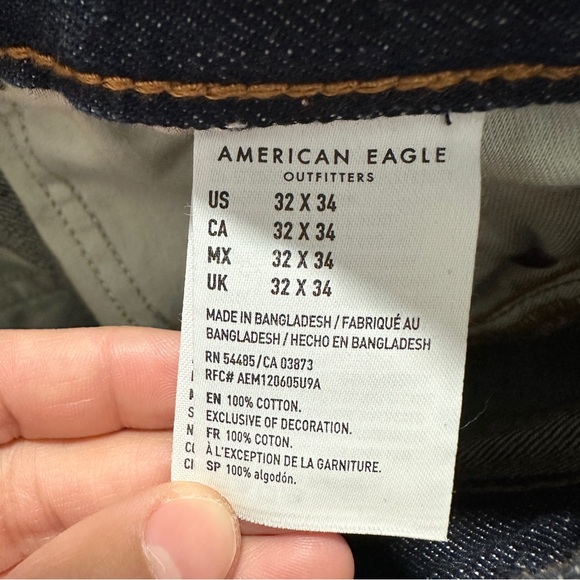 AMERICAN EAGLE
OUTFITTERS
US 32 X 34
CA 32 X 34
MX 32 X 34
UK 32 X 34
MADE IN BANGLADESH / FABRIQUÉ AU
BANGLADESH / HECHO EN BANGLADESH
RN 54485/CA 03873
RFC# AEM120605U9A
EN 100% COTTON.
EXCLUSIVE OF DECORATION.
FR 100% COTON.
À L'EXCEPTION DE LA GARNITURE.
SP 100% algodón.